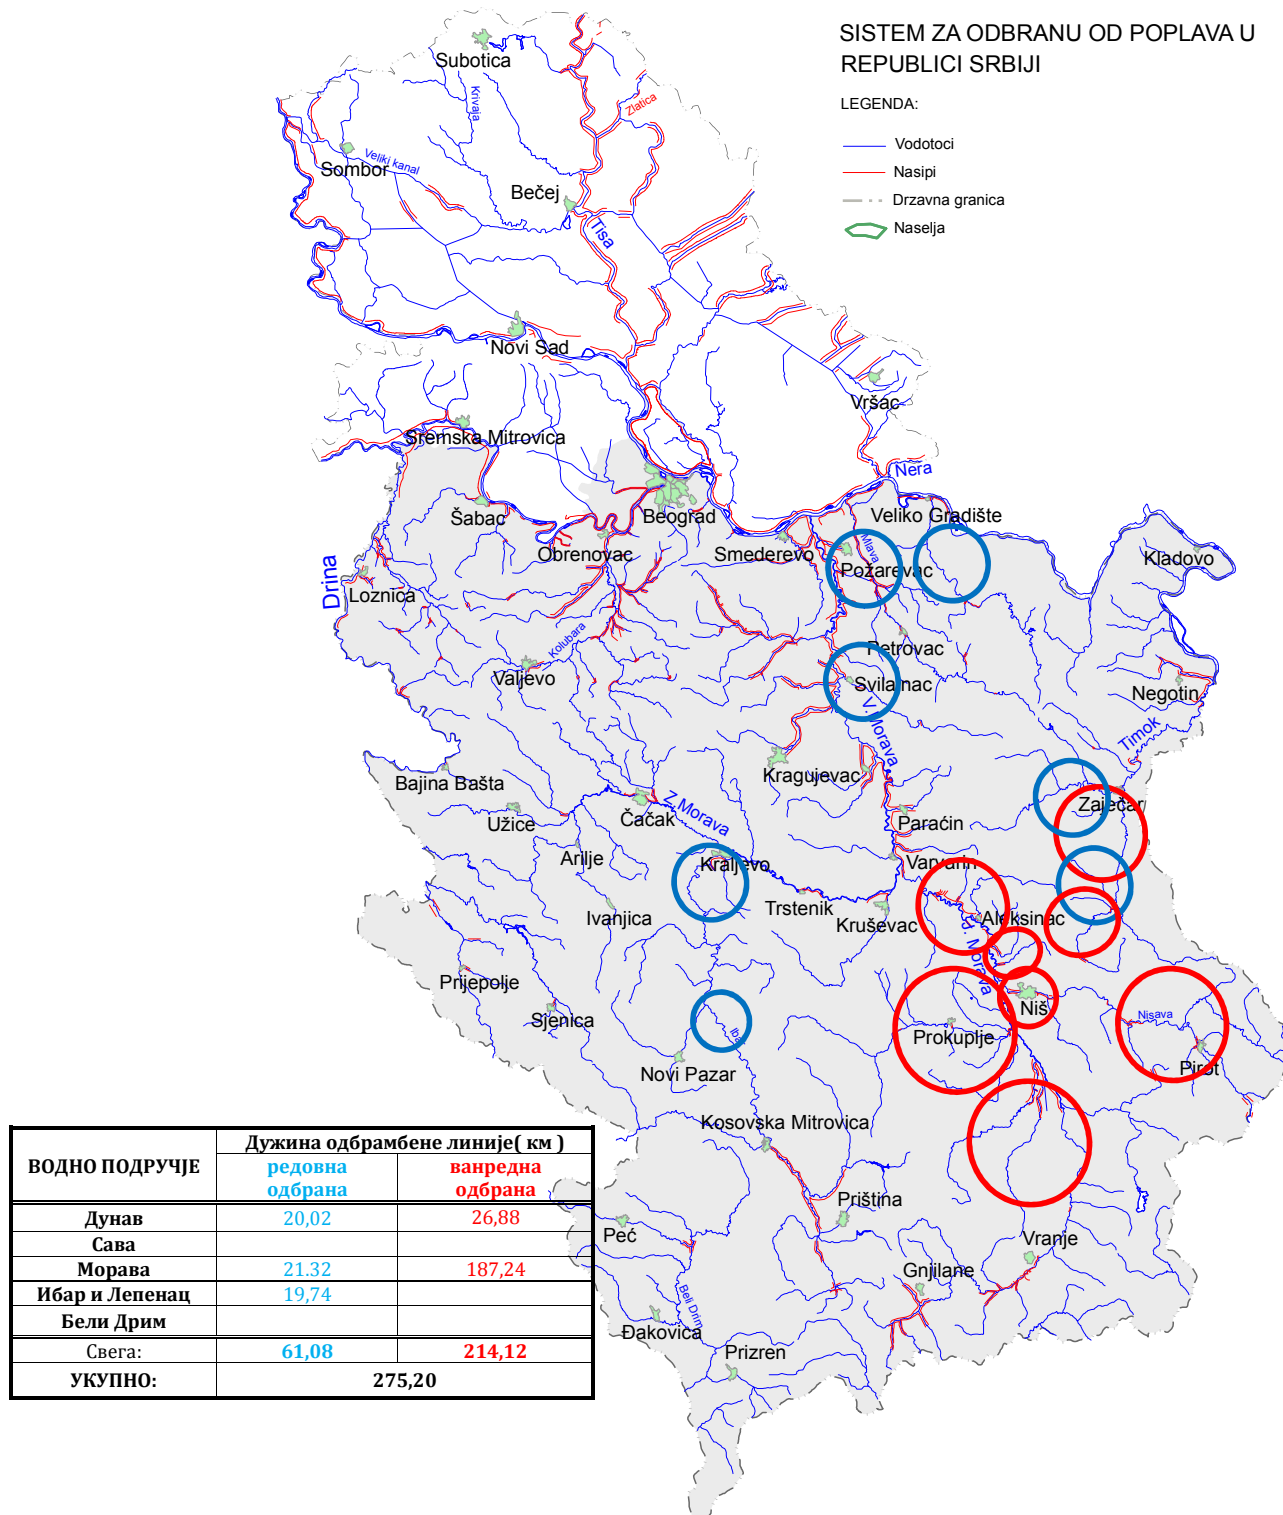 SISTEM ZA ODBRANU OD POPLAVA U
REPUBLICI SRBIJI
LEGENDA:
Vodotoci
Nasipi
Drzavna granica
Naselja
Subotica
Krivaja
Zlatica
Sombor
Veliki kanal
Bečej
Tisa
Novi Sad
Vršac
Sremska Mitrovica
Nera
Šabac
Beograd
Veliko Gradište
Obrenovac
Smederevo
Mlava
Požarevac
Kladovo
Drina
Loznica
Kolubara
Petrovac
Valjevo
Svilajnac
Negotin
V. Morava
Timok
Kragujevac
Bajina Bašta
Z.Morava
Zaječar
Užice
Čačak
Paraćin
Arilje
Kraljevo
Varvarin
Ivanjica
Trstenik
Kruševac
Aleksinac
J. Morava
Prijepolje
Sjenica
Niš
Nisava
Prokuplje
Ibar
Novi Pazar
Pirot
Kosovska Mitrovica
Priština
Peć
Vranje
Gnjilane
Beli Drim
Đakovica
Prizren
ВОДНО ПОДРУЧЈЕ
Дужина одбрамбене линије( км )
редовна
одбрана
ванредна
одбрана
Дунав 20,02 26,88
Сава
Морава 21.32 187,24
Ибар и Лепенац 19,74
Бели Дрим
Свега: 61,08 214,12
УКУПНО: 275,20